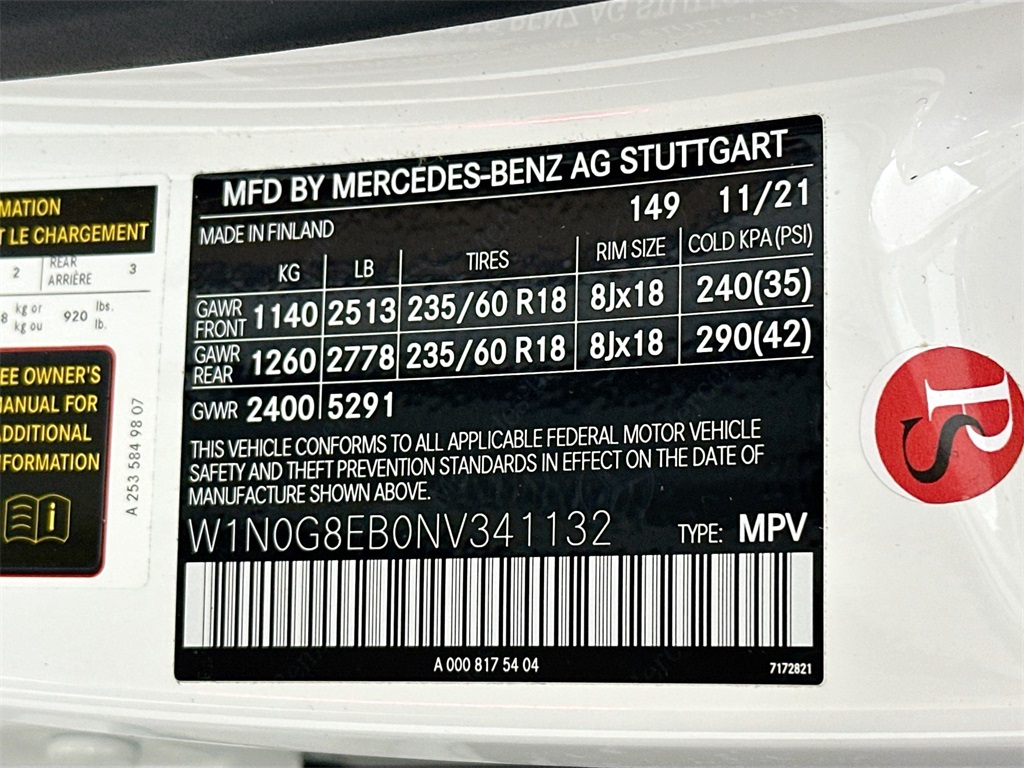 MFD BY MERCEDES-BENZ AG STUTTGART
MADE IN FINLAND 149 11/21
KG LB TIRES RIM SIZE COLD KPA (PSI)
GAWR FRONT 1140 2513 235/60 R18 8Jx18 240(35)
GAWR REAR 1260 2778 235/60 R18 8Jx18 290(42)
GVWR 2400 5291
THIS VEHICLE CONFORMS TO ALL APPLICABLE FEDERAL MOTOR VEHICLE
SAFETY AND THEFT PREVENTION STANDARDS IN EFFECT ON THE DATE OF
MANUFACTURE SHOWN ABOVE.
W1N0G8EB0NV341132 TYPE: MPV
A 000 817 54 04 7172821
MATION
T LE CHARGEMENT
2 REAR 3
ARRIÈRE
8 kg or 920 lbs.
kg ou lb.
EE OWNER'S
MANUAL FOR
ADDITIONAL
NFORMATION
i
A 253 584 98 07
PS